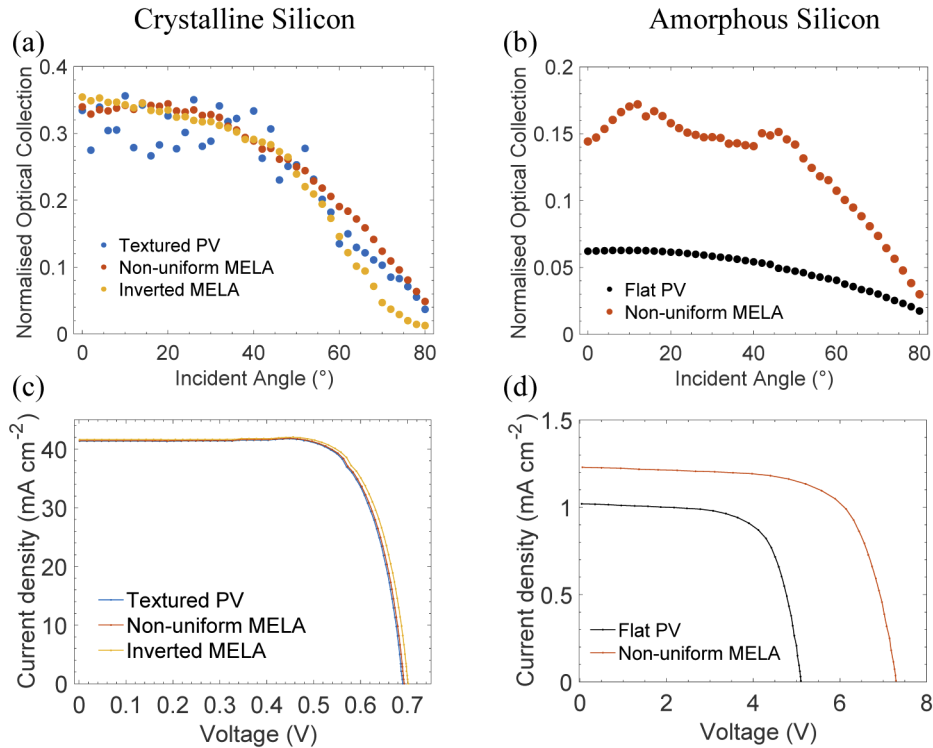 Crystalline Silicon
Amorphous Silicon
(a)
0.4
0.3
0.2
0.1
0
Normalised Optical Collection
Textured PV
Non-uniform MELA
Inverted MELA
0 20 40 60 80
Incident Angle (°)
(b)
0.2
0.15
0.1
0.05
0
Normalised Optical Collection
Flat PV
Non-uniform MELA
0 20 40 60 80
Incident Angle (°)
(c)
40
30
20
10
0
Current density (mA cm-2)
Textured PV
Non-uniform MELA
Inverted MELA
0 0.1 0.2 0.3 0.4 0.5 0.6 0.7
Voltage (V)
(d)
1.5
1
0.5
0
Current density (mA cm-2)
Flat PV
Non-uniform MELA
0 2 4 6 8
Voltage (V)